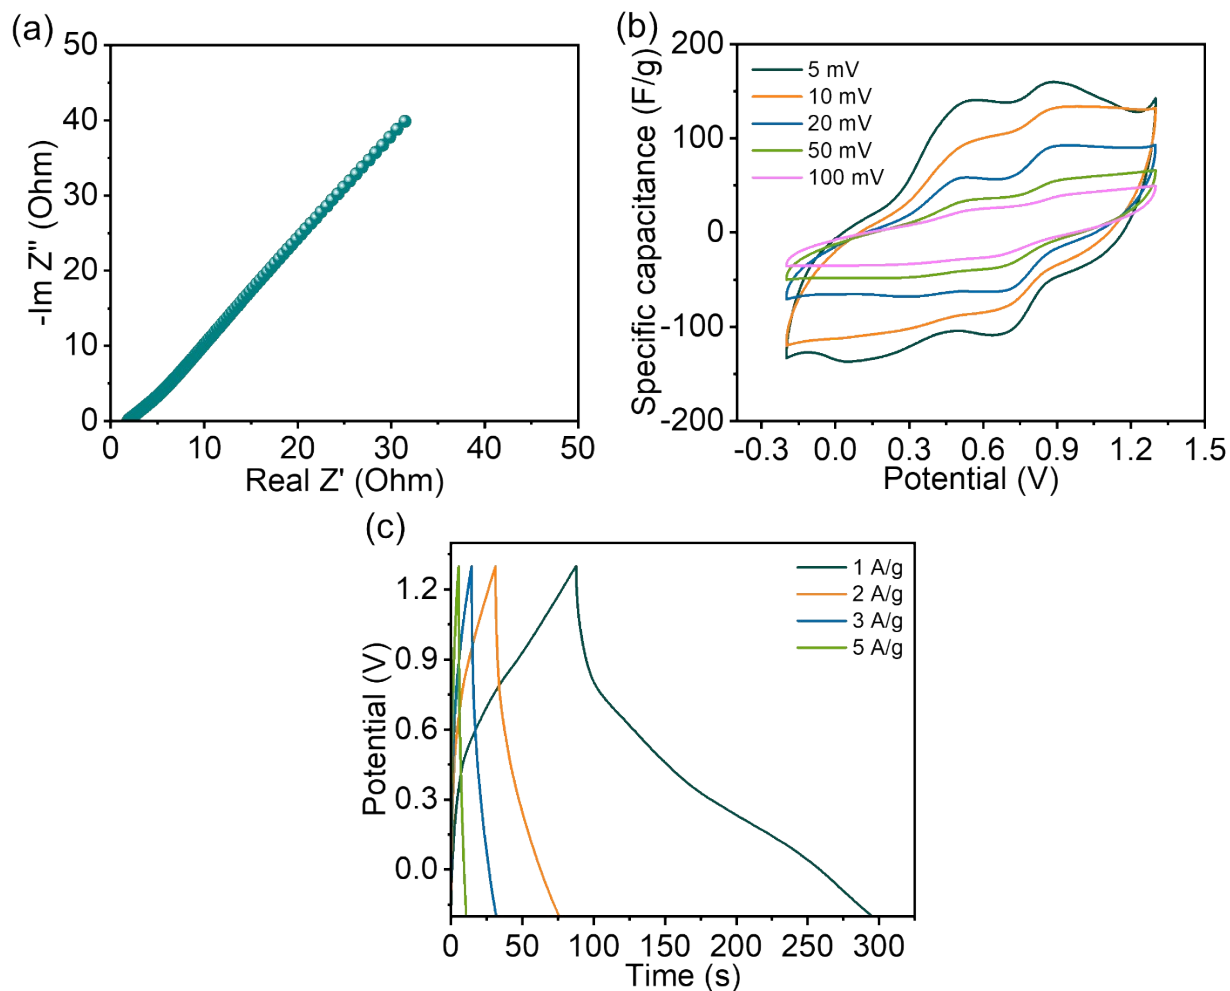 (a)
50
40
30
20
10
0
0 10 20 30 40 50
-Im Z" (Ohm)
Real Z' (Ohm)
(b)
200
100
0
-100
-200
-0.3 0.0 0.3 0.6 0.9 1.2 1.5
Specific capacitance (F/g)
Potential (V)
5 mV
10 mV
20 mV
50 mV
100 mV
(c)
1.2
0.9
0.6
0.3
0.0
0 50 100 150 200 250 300
Potential (V)
Time (s)
1 A/g
2 A/g
3 A/g
5 A/g